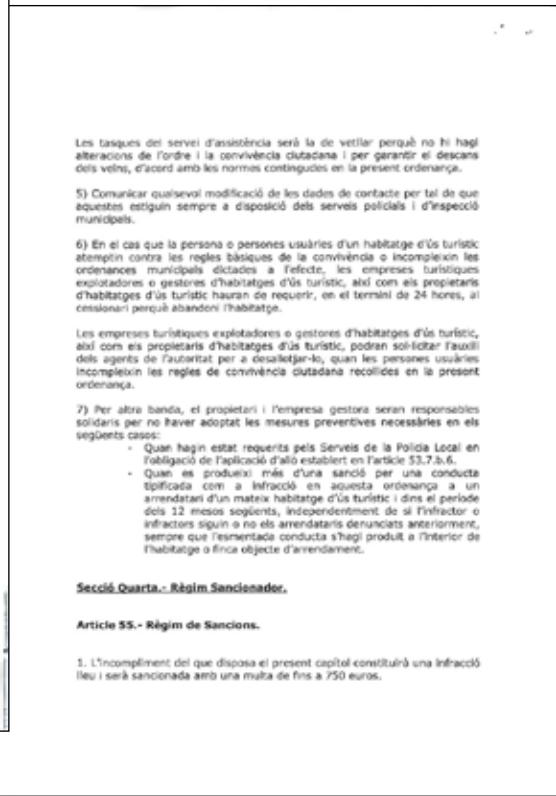 Les tasques del servei d'assistència serà la de vetllar perquè no hi hagi
alteracions de l'ordre i la convivència ciutadana i per garantir el descans
dels veïns, d'acord amb les normes contingudes en la present ordenança.
5) Comunicar qualsevol modificació de les dades de contacte per tal de que
aquestes estiguin sempre a disposició dels serveis policials i d'inspecció
municipals.
6) En el cas que la persona o persones usuàries d'un habitatge d'ús turístic
atemptin contra les regles bàsiques de la convivència o incompleixin les
ordenances municipals dictades a l'efecte, les empreses turístiques
explotadores o gestores d'habitatges d'ús turístic, així com els propietaris
d'habitatges d'ús turístic hauran de requerir, en el termini de 24 hores, al
cessionari perquè abandoni l'habitatge.
Les empreses turístiques explotadores o gestores d'habitatges d'ús turístic,
així com els propietaris d'habitatges d'ús turístic, podran sol·licitar l'auxili
dels agents de l'autoritat per a desallotjar-lo, quan les persones usuàries
incompleixin les regles de convivència ciutadana recollides en la present
ordenança.
7) Per altra banda, el propietari i l'empresa gestora seran responsables
solidaris per no haver adoptat les mesures preventives necessàries en els
següents casos:
- Quan hagin estat requerits pels Serveis de la Policia Local en
l'obligació de l'aplicació d'allò establert en l'article 53.7.b.6.
- Quan es produeixi més d'una sanció per una conducta
tipificada com a infracció en aquesta ordenança a un
arrendatari d'un mateix habitatge d'ús turístic i dins el període
dels 12 mesos següents, independentment de si l'infractor o
infractors siguin o no els arrendataris denunciats anteriorment,
sempre que l'esmentada conducta s'hagi produït a l'interior de
l'habitatge o finca objecte d'arrendament.
Secció Quarta.- Règim Sancionador.
Article 55.- Règim de Sancions.
1. L'incompliment del que disposa el present capítol constituirà una infracció
lleu i serà sancionada amb una multa de fins a 750 euros.